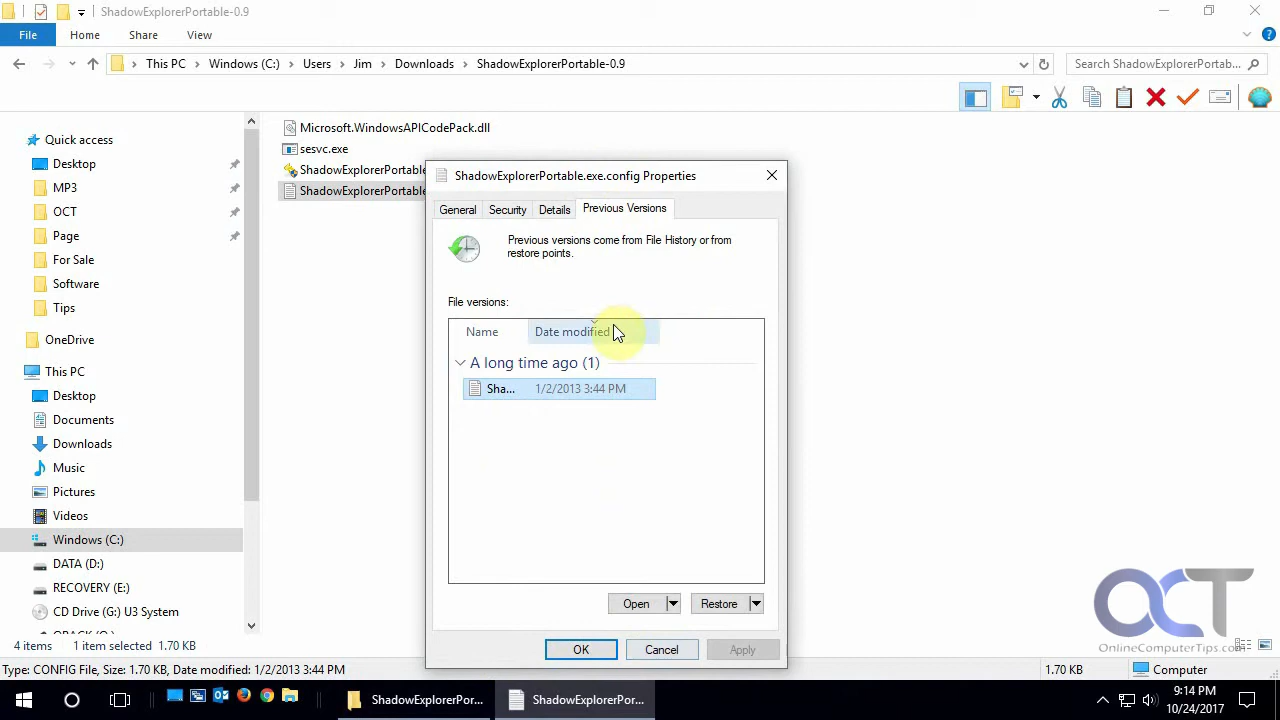 ShadowExplorerPortable-0.9
File
Home
Share
View
This PC
Windows (C:)
Users
Jim
Downloads
ShadowExplorerPortable-0.9
Search ShadowExplorerPortab...
Quick access
Desktop
MP3
OCT
Page
For Sale
Software
Tips
OneDrive
This PC
Desktop
Documents
Downloads
Music
Pictures
Videos
Windows (C:)
DATA (D:)
RECOVERY (E:)
CD Drive (G:) U3 System
Microsoft.WindowsAPICodePack.dll
sesvc.exe
ShadowExplorerPortable
ShadowExplorerPortable
ShadowExplorerPortable.exe.config Properties
General
Security
Details
Previous Versions
Previous versions come from File History or from
restore points.
File versions:
Name
Date modified
A long time ago (1)
Sha...
1/2/2013 3:44 PM
Open
Restore
OK
Cancel
Apply
OCT
OnlineComputerTips.com
4 items
1 item selected 1.70 KB
Type: CONFIG File, Size: 1.70 KB, Date modified: 1/2/2013 3:44 PM
1.70 KB
Computer
ShadowExplorerPor...
ShadowExplorerPor...
9:14 PM
10/24/2017